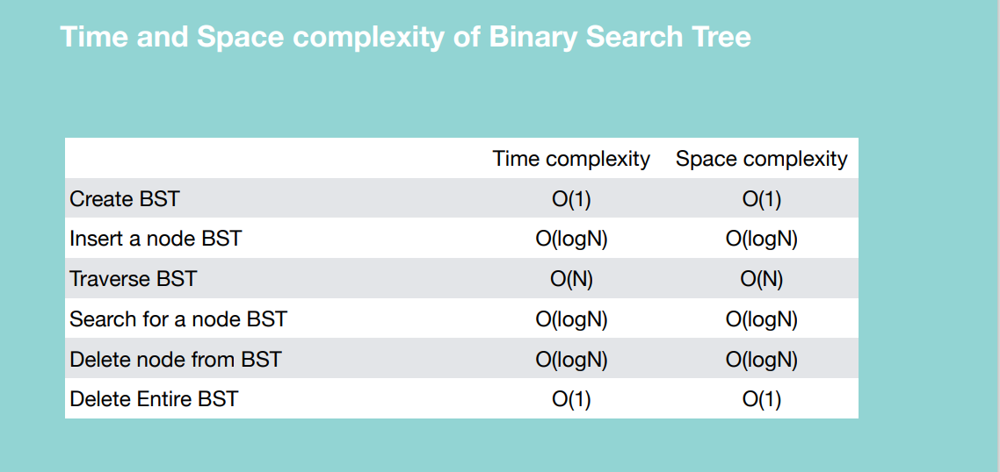 Time and Space complexity of Binary Search Tree
Time complexity Space complexity
Create BST O(1) O(1)
Insert a node BST O(logN) O(logN)
Traverse BST O(N) O(N)
Search for a node BST O(logN) O(logN)
Delete node from BST O(logN) O(logN)
Delete Entire BST O(1) O(1)